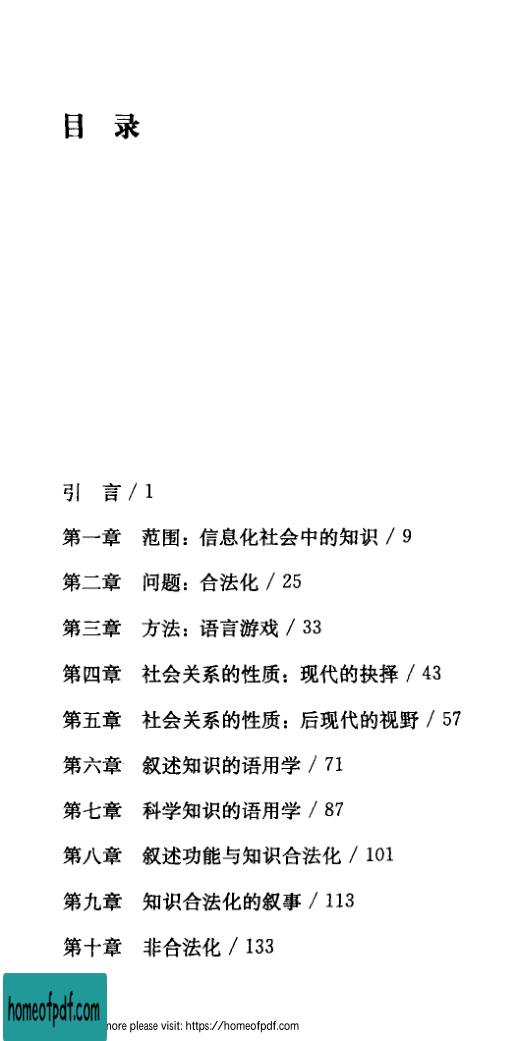 目 录
引 言 / 1
第一章 范围：信息化社会中的知识 / 9
第二章 问题：合法化 / 25
第三章 方法：语言游戏 / 33
第四章 社会关系的性质：现代的抉择 / 43
第五章 社会关系的性质：后现代的视野 / 57
第六章 叙述知识的语用学 / 71
第七章 科学知识的语用学 / 87
第八章 叙述功能与知识合法化 / 101
第九章 知识合法化的叙事 / 113
第十章 非合法化 / 133
homeofpdf.com
more please visit: https://homeofpdf.com